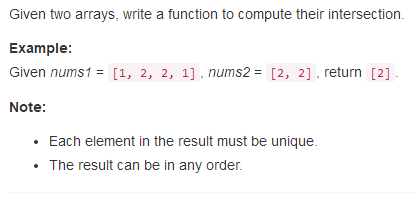 Given two arrays, write a function to compute their intersection.
Example:
Given nums1 = [1, 2, 2, 1], nums2 = [2, 2], return [2].
Note:
• Each element in the result must be unique.
• The result can be in any order.